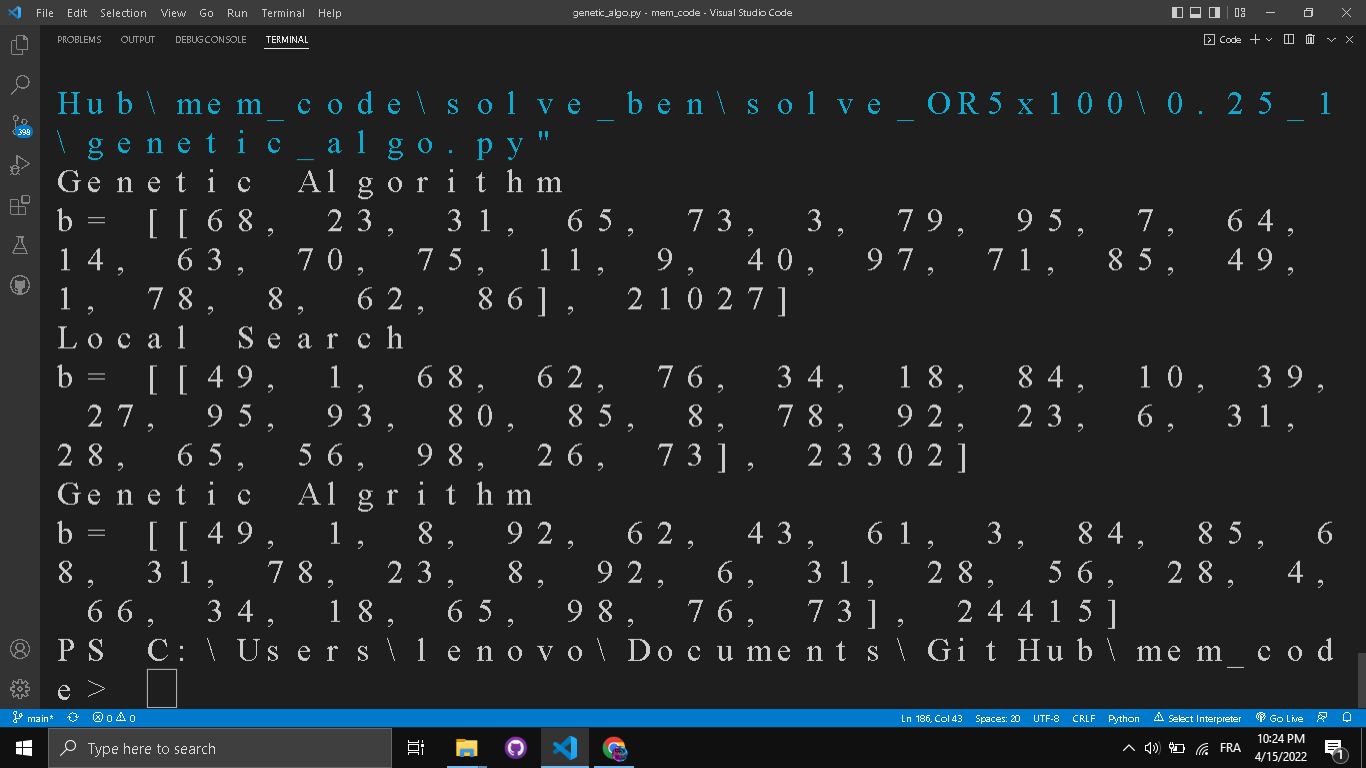 File Edit Selection View Go Run Terminal Help genetic_algo.py - mem_code - Visual Studio Code
PROBLEMS OUTPUT DEBUG CONSOLE TERMINAL Code
Hub\mem_code\solve_ben\solve_OR5x100\0.25_1
\genetic_algo.py"
Genetic Algorithm
b= [[68, 23, 31, 65, 73, 3, 79, 95, 7, 64,
14, 63, 70, 75, 11, 9, 40, 97, 71, 85, 49,
1, 78, 8, 62, 86], 21027]
Local Search
b= [[49, 1, 68, 62, 76, 34, 18, 84, 10, 39,
27, 95, 93, 80, 85, 8, 78, 92, 23, 6, 31,
28, 65, 56, 98, 26, 73], 23302]
Genetic Algrithm
b= [[49, 1, 8, 92, 62, 43, 61, 3, 84, 85, 6
8, 31, 78, 23, 8, 92, 6, 31, 28, 56, 28, 4,
66, 34, 18, 65, 98, 76, 73], 24415]
PS C:\Users\lenovo\Documents\GitHub\mem_cod
e>
398
main* 0 0 Ln 186, Col 43 Spaces: 20 UTF-8 CRLF Python Select Interpreter Go Live
Type here to search FRA 10:24 PM
4/15/2022
1